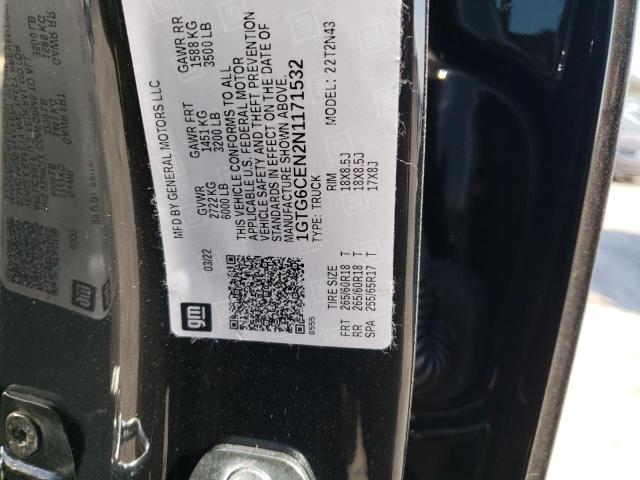 MFD BY GENERAL MOTORS LLC
03/22
GVWR
2722 KG
6000 LB
GAWR FRT
1451 KG
3200 LB
GAWR RR
1588 KG
3500 LB
THIS VEHICLE CONFORMS TO ALL
APPLICABLE U.S. FEDERAL MOTOR
VEHICLE SAFETY AND THEFT PREVENTION
STANDARDS IN EFFECT ON THE DATE OF
MANUFACTURE SHOWN ABOVE.
1GTG6CEN2N1171532
TYPE: TRUCK
MODEL: 22T2N43
gm
8555
TIRE SIZE
RIM
FRT 265/60R18 T 18X8.5J
RR 265/60R18 T 18X8.5J
SPA 255/65R17 T 17X8J